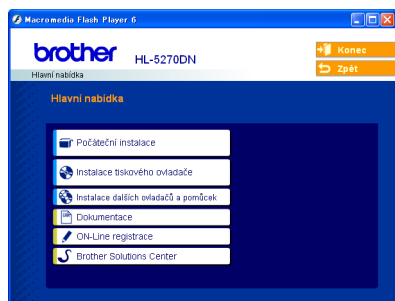 Macromedia Flash Player 6
brother
HL-5270DN
Konec
Zpět
Hlavní nabídka
Hlavní nabídka
Počáteční instalace
Instalace tiskového ovladače
Instalace dalších ovladačů a pomůcek
Dokumentace
ON-Line registrace
Brother Solutions Center